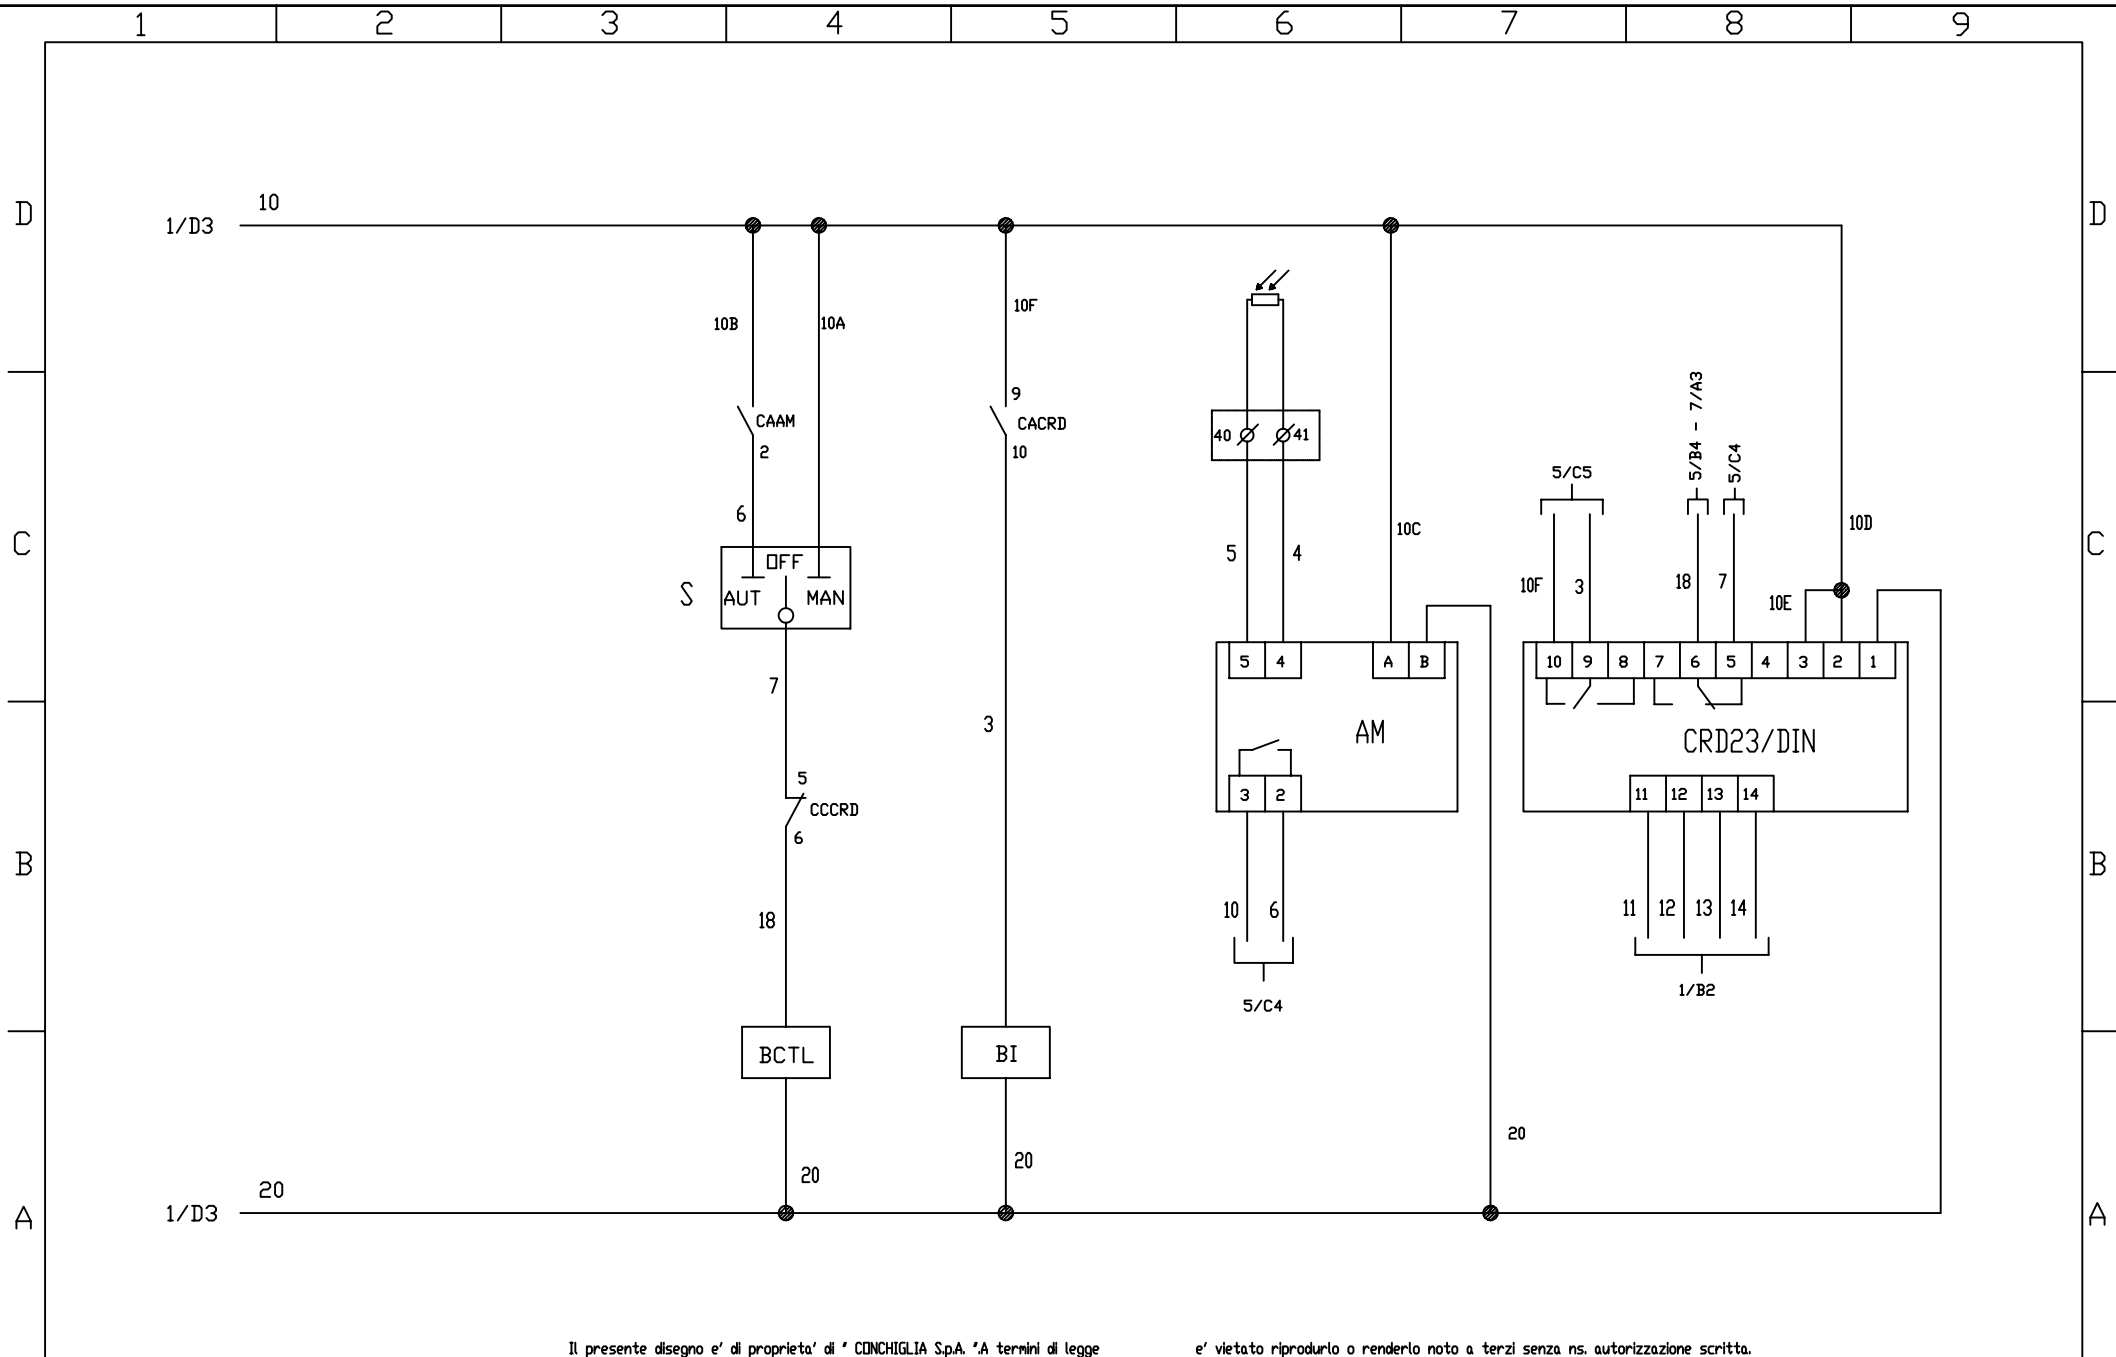 1 2 3 4 5 6 7 8 9
D D
10
1/D3
10B 10A 10F
5/B4 - 7/A3
9
CAAM CACRD
2 10
40 41
5/C5 5/C4
6
C C
10C 10D
OFF
5 4
10F 3 18 7
S AUT MAN
10E
5 4 A B
10 9 8 7 6 5 4 3 2 1
7
3
AM CRD23/DIN
5
CCCRD
6
3 2
11 12 13 14
B B
18
10 6
11 12 13 14
1/B2
5/C4
BCTL BI
20
20 20
20
1/D3
A A
Il presente disegno e' di proprieta' di " CONCHIGLIA S.p.A. ".A termini di legge e' vietato riprodurlo o renderlo noto a terzi senza ns. autorizzazione scritta.